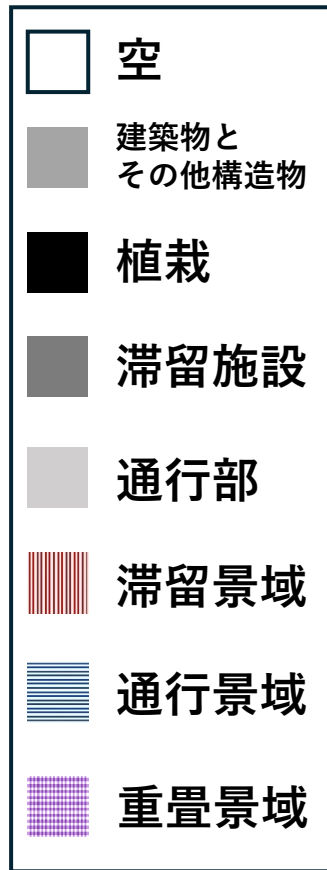 空
建築物と
その他構造物
植栽
滞留施設
通行部
滞留景域
通行景域
重畳景域